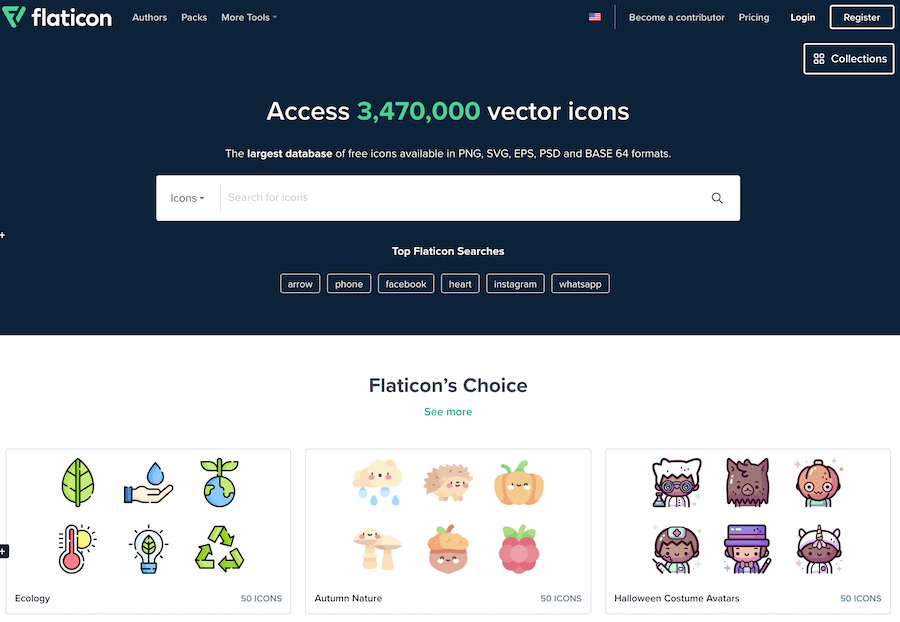 flaticon Authors Packs More Tools Become a contributor Pricing Login Register
Collections
Access 3,470,000 vector icons
The largest database of free icons available in PNG, SVG, EPS, PSD and BASE 64 formats.
Icons Search for icons
Top Flaticon Searches
arrow phone facebook heart instagram whatsapp
Flaticon’s Choice
See more
Ecology 50 ICONS Autumn Nature 50 ICONS Halloween Costume Avatars 50 ICONS